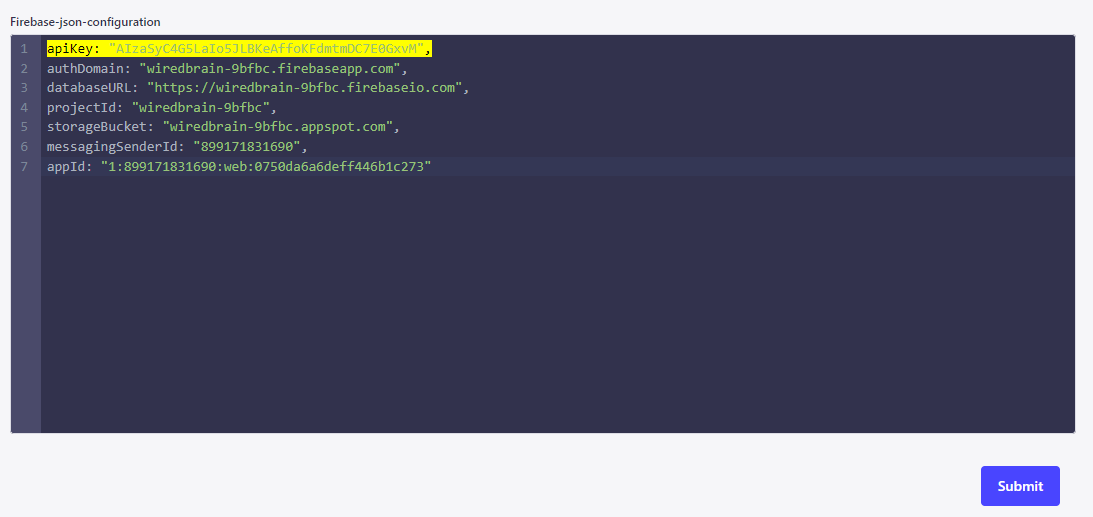 Firebase-json-configuration
1 apiKey: "AIzaSyC4G5LaIo5JLBKeAffoKFdmtmDC7E0GxvM",
2 authDomain: "wiredbrain-9bfbc.firebaseapp.com",
3 databaseURL: "https://wiredbrain-9bfbc.firebaseio.com",
4 projectId: "wiredbrain-9bfbc",
5 storageBucket: "wiredbrain-9bfbc.appspot.com",
6 messagingSenderId: "899171831690",
7 appId: "1:899171831690:web:0750da6a6deff446b1c273"
Submit